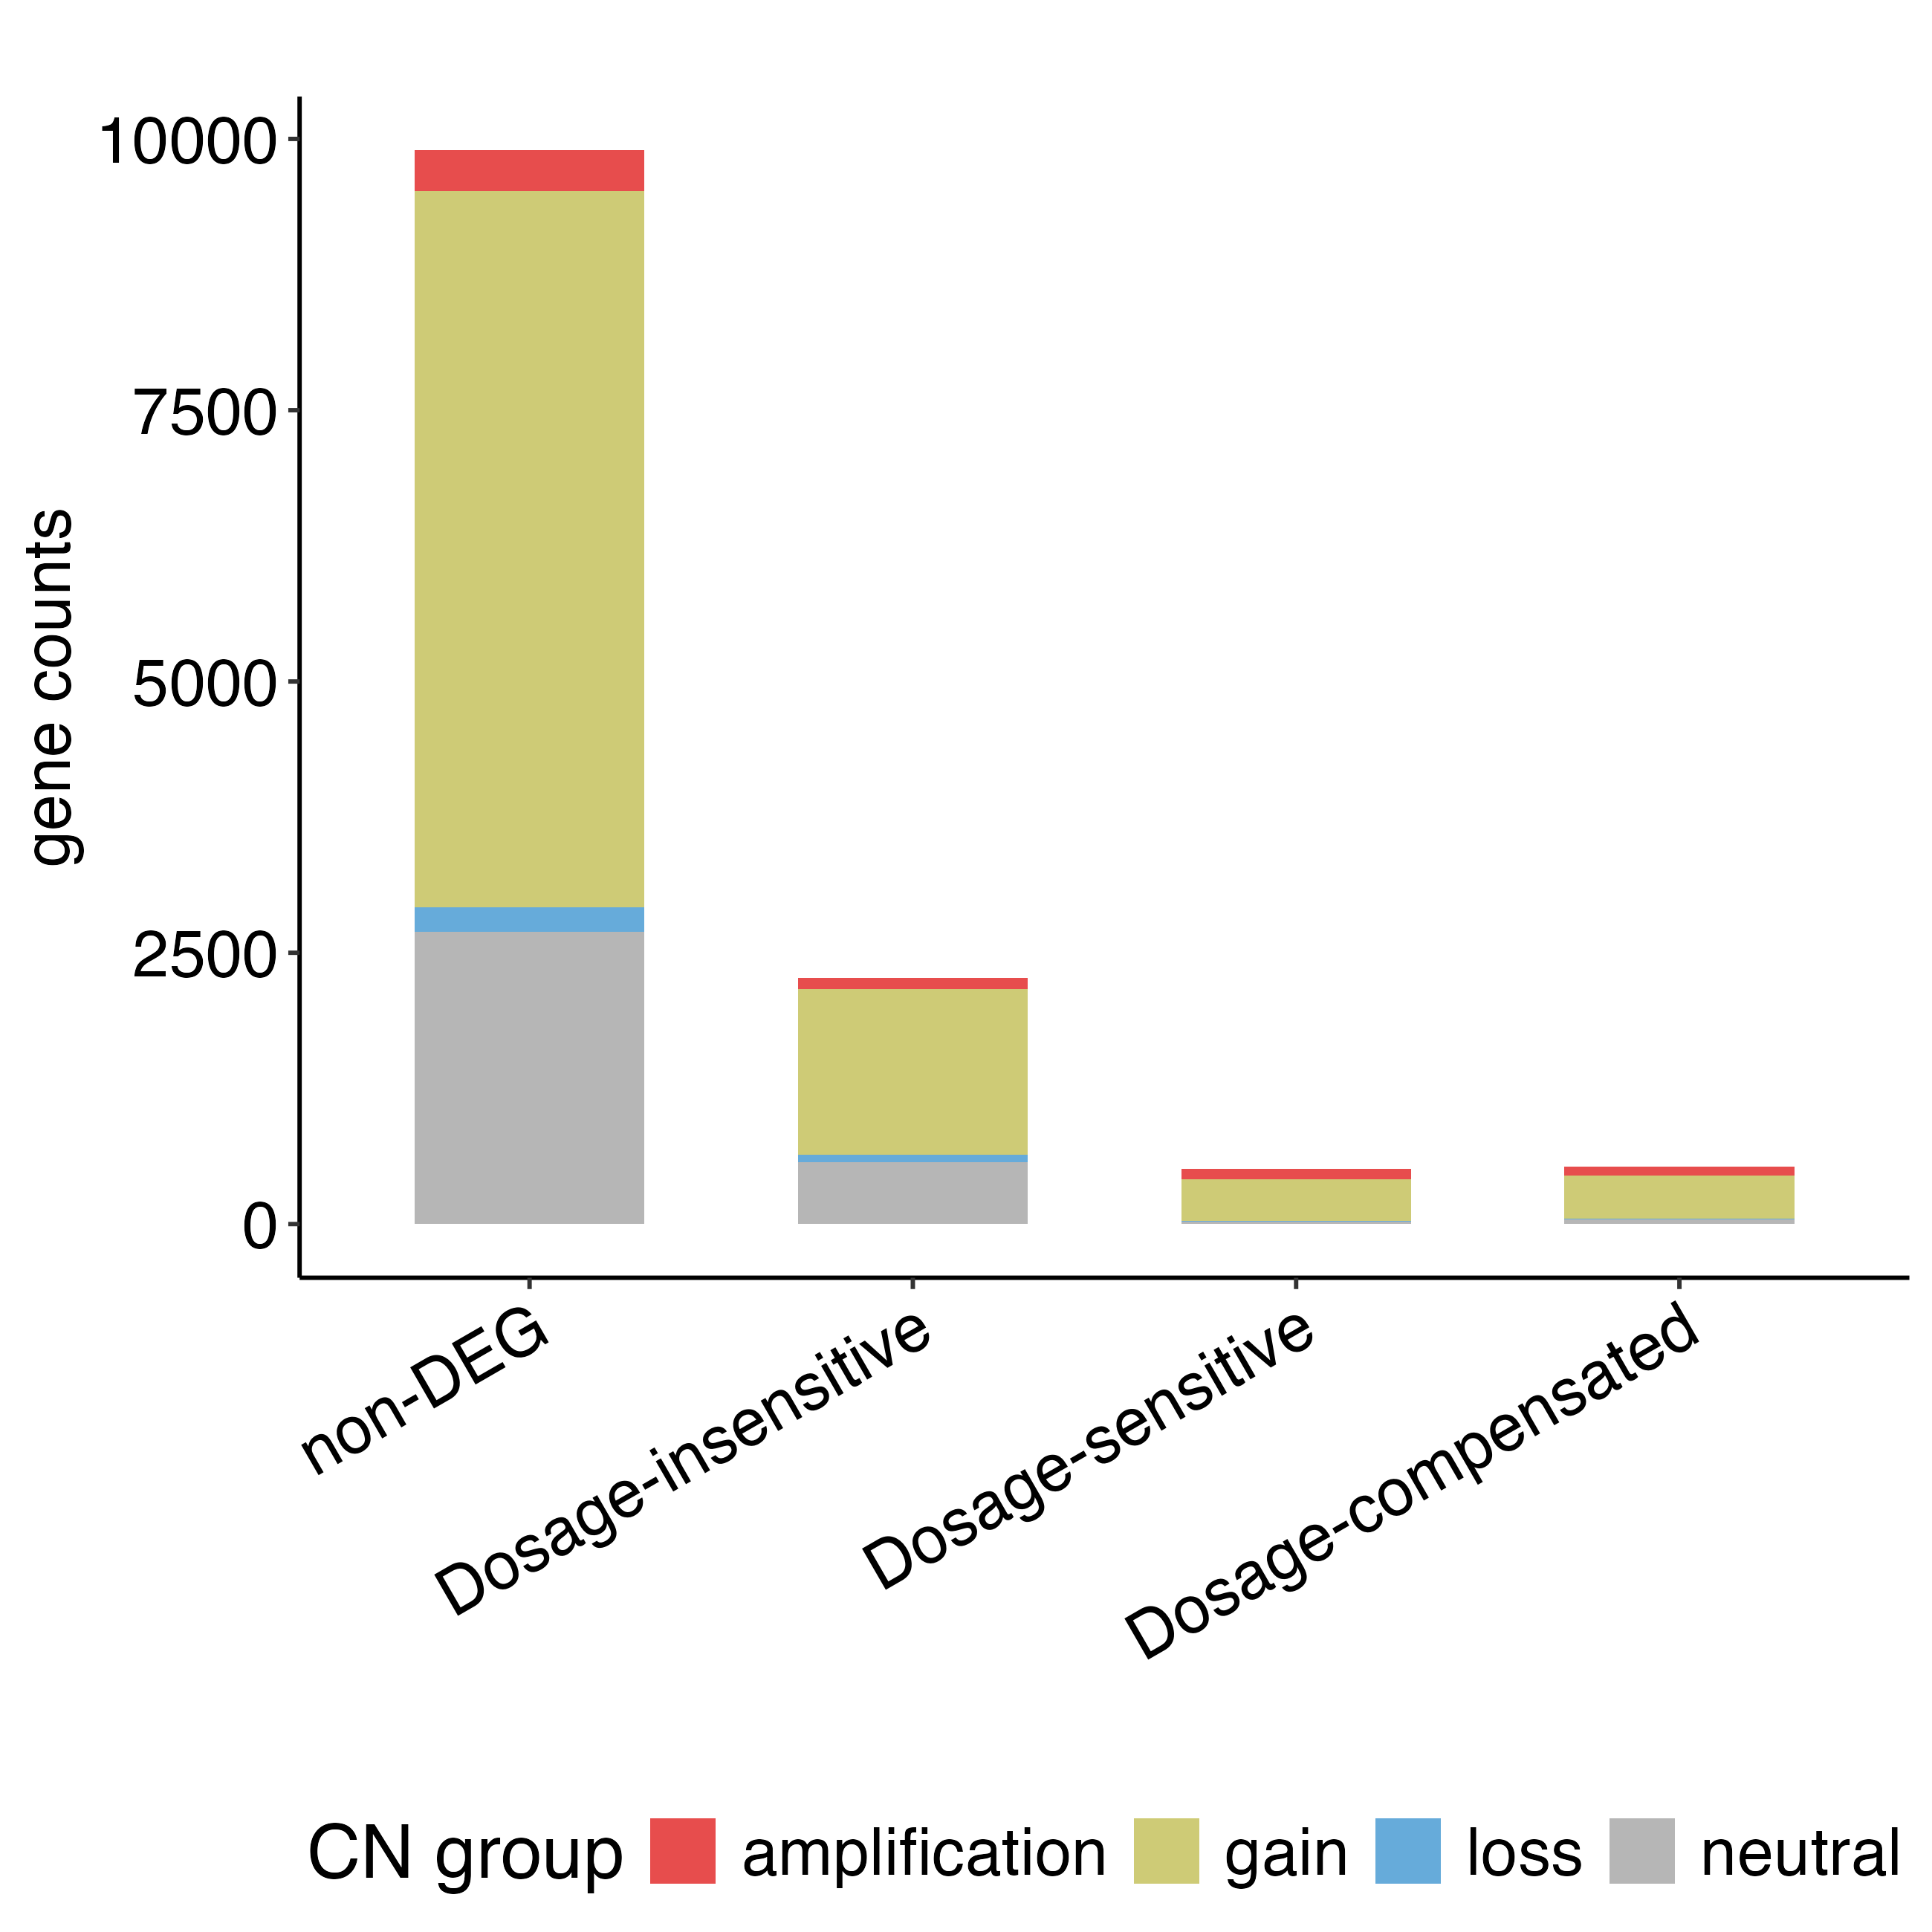 10000
7500
5000
2500
0
gene counts
non-DEG
Dosage-insensitive
Dosage-sensitive
Dosage-compensated
CN group amplification gain loss neutral